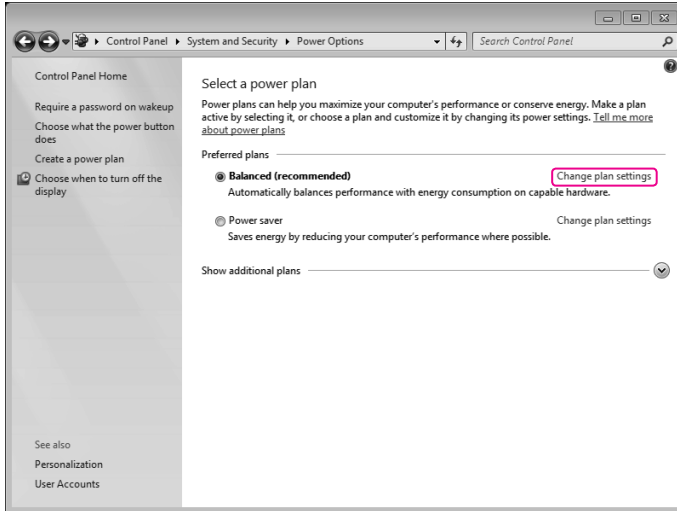 Control Panel ▸ System and Security ▸ Power Options
Search Control Panel
Control Panel Home
Require a password on wakeup
Choose what the power button
does
Create a power plan
Choose when to turn off the
display
See also
Personalization
User Accounts
Select a power plan
Power plans can help you maximize your computer's performance or conserve energy. Make a plan
active by selecting it, or choose a plan and customize it by changing its power settings. Tell me more
about power plans
Preferred plans
Balanced (recommended) Change plan settings
Automatically balances performance with energy consumption on capable hardware.
Power saver Change plan settings
Saves energy by reducing your computer's performance where possible.
Show additional plans